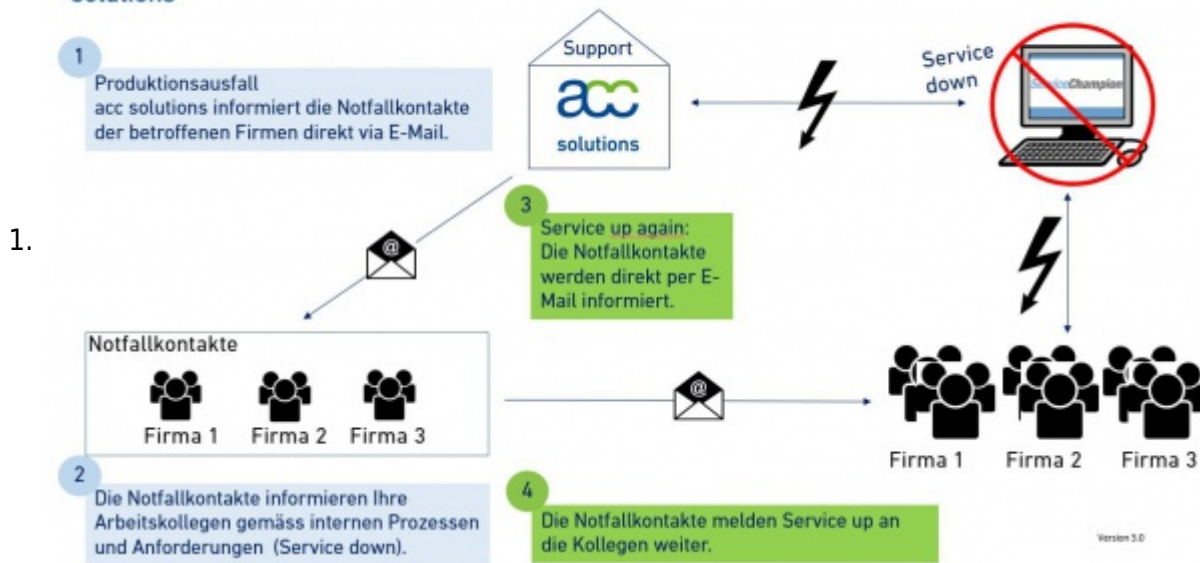 solutions
1
Produktionsausfall
acc solutions informiert die Notfallkontakte
der betroffenen Firmen direkt via E-Mail.
Support
acc
solutions
Service
down
ServiceChampion
1.
3
Service up again:
Die Notfallkontakte
werden direkt per E-
Mail informiert.
@
Notfallkontakte
Firma 1 Firma 2 Firma 3
@
Firma 1 Firma 2 Firma 3
2
Die Notfallkontakte informieren Ihre
Arbeitskollegen gemäss internen Prozessen
und Anforderungen (Service down).
4
Die Notfallkontakte melden Service up an
die Kollegen weiter.
Version 3.0